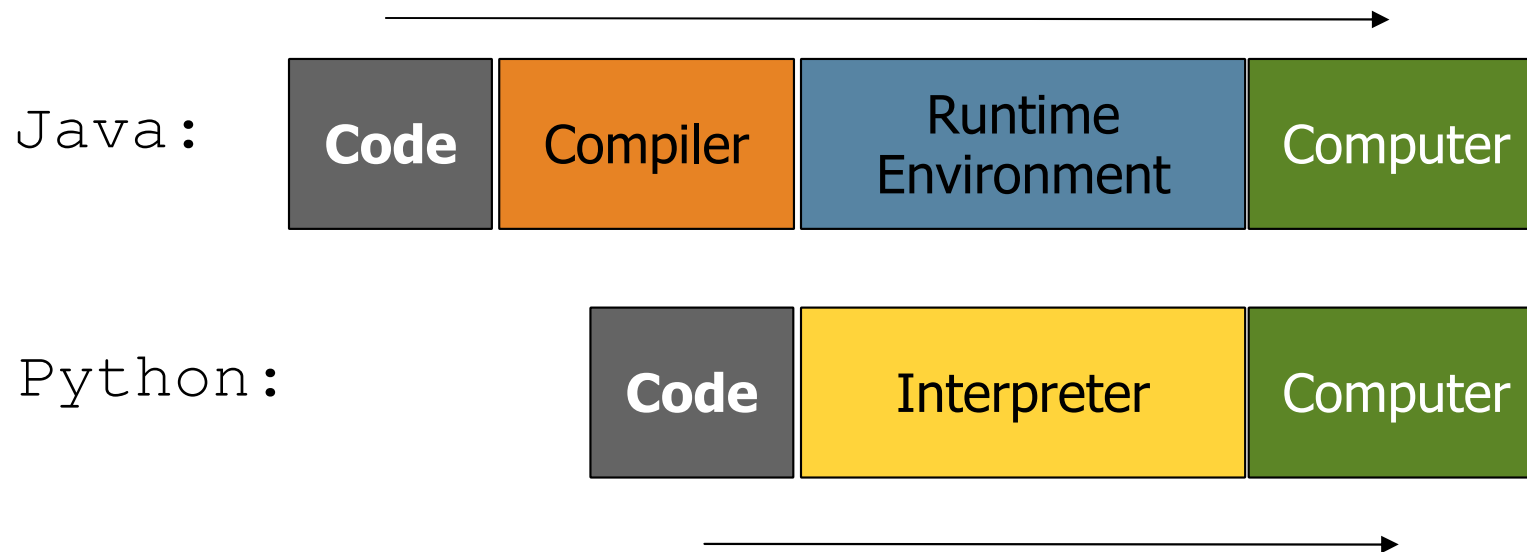 Java:
Code
Compiler
Runtime
Environment
Computer
Python:
Code
Interpreter
Computer